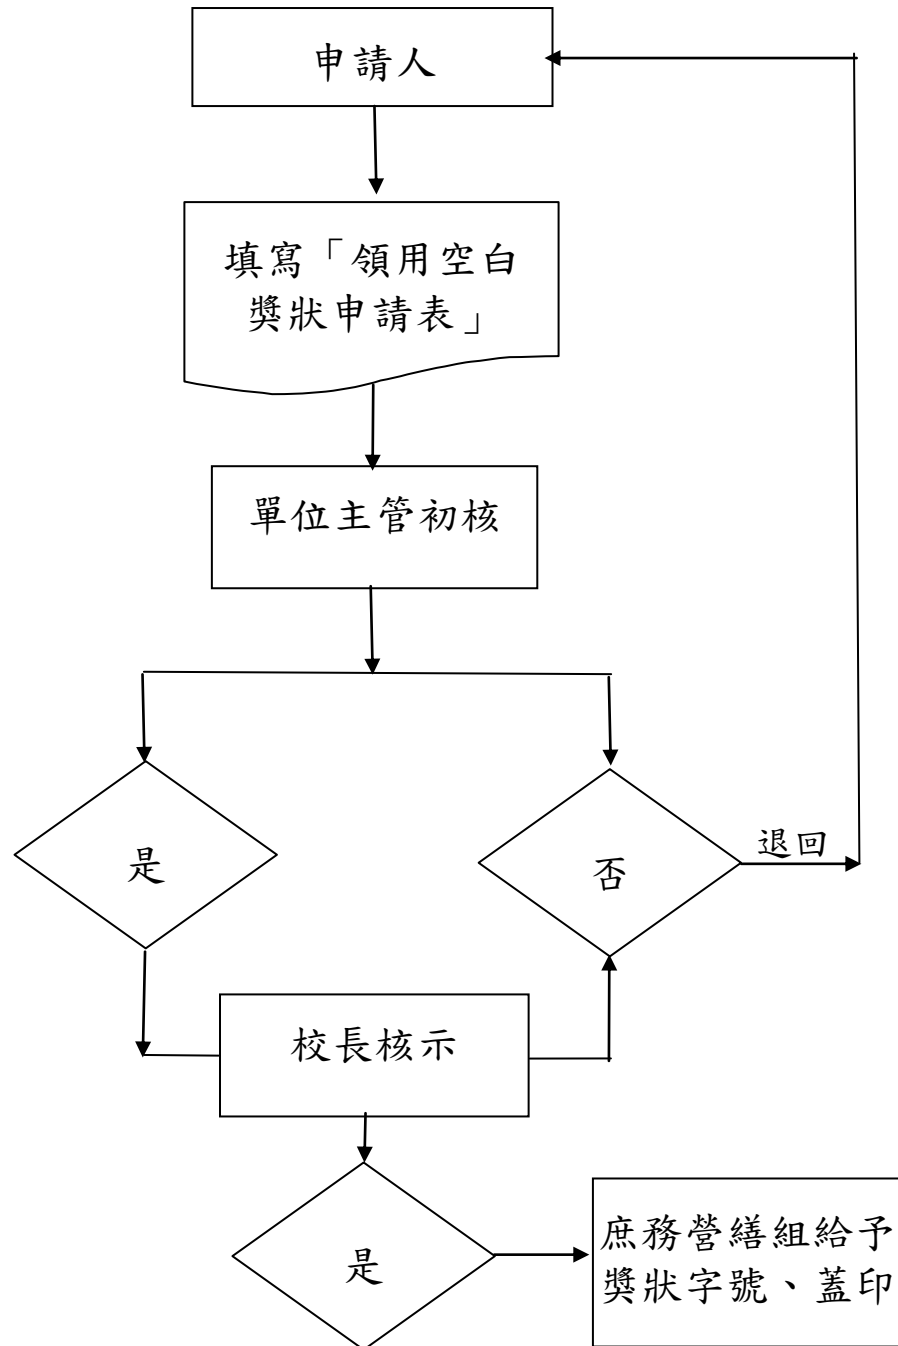 申請人
填寫「領用空白
獎狀申請表」
單位主管初核
是
否
退回
校長核示
是
庶務營繕組給予
獎狀字號、蓋印